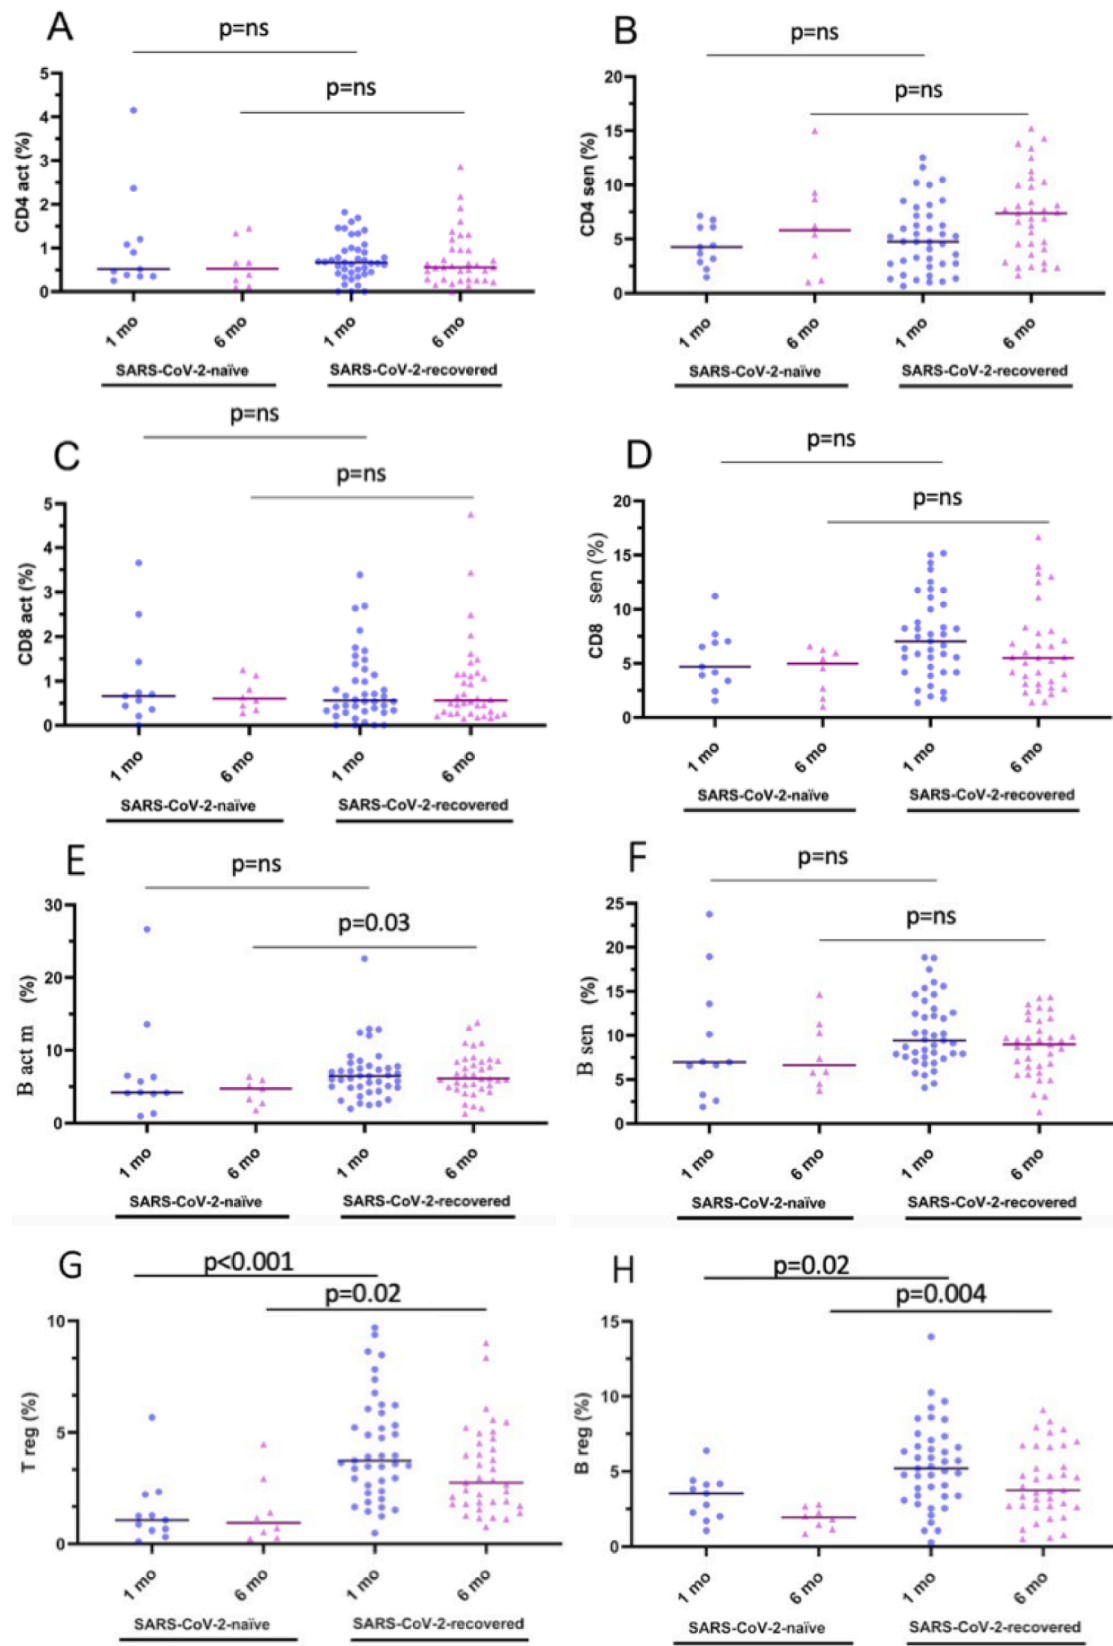 A
p=ns
p=ns
CD4 act (%)
5
4
3
2
1
0
1 mo
6 mo
1 mo
6 mo
SARS-CoV-2-naïve
SARS-CoV-2-recovered
B
p=ns
p=ns
CD4 sen (%)
20
15
10
5
0
1 mo
6 mo
1 mo
6 mo
SARS-CoV-2-naïve
SARS-CoV-2-recovered
C
p=ns
p=ns
CD8 act (%)
5
4
3
2
1
0
1 mo
6 mo
1 mo
6 mo
SARS-CoV-2-naïve
SARS-CoV-2-recovered
D
p=ns
p=ns
CD8 sen (%)
20
15
10
5
0
1 mo
6 mo
1 mo
6 mo
SARS-CoV-2-naïve
SARS-CoV-2-recovered
E
p=ns
p=0.03
B act m (%)
30
20
10
0
1 mo
6 mo
1 mo
6 mo
SARS-CoV-2-naïve
SARS-CoV-2-recovered
F
p=ns
p=ns
B sen (%)
25
20
15
10
5
0
1 mo
6 mo
1 mo
6 mo
SARS-CoV-2-naïve
SARS-CoV-2-recovered
G
p<0.001
p=0.02
T reg (%)
10
5
0
1 mo
6 mo
1 mo
6 mo
SARS-CoV-2-naïve
SARS-CoV-2-recovered
H
p=0.02
p=0.004
B reg (%)
15
10
5
0
1 mo
6 mo
1 mo
6 mo
SARS-CoV-2-naïve
SARS-CoV-2-recovered